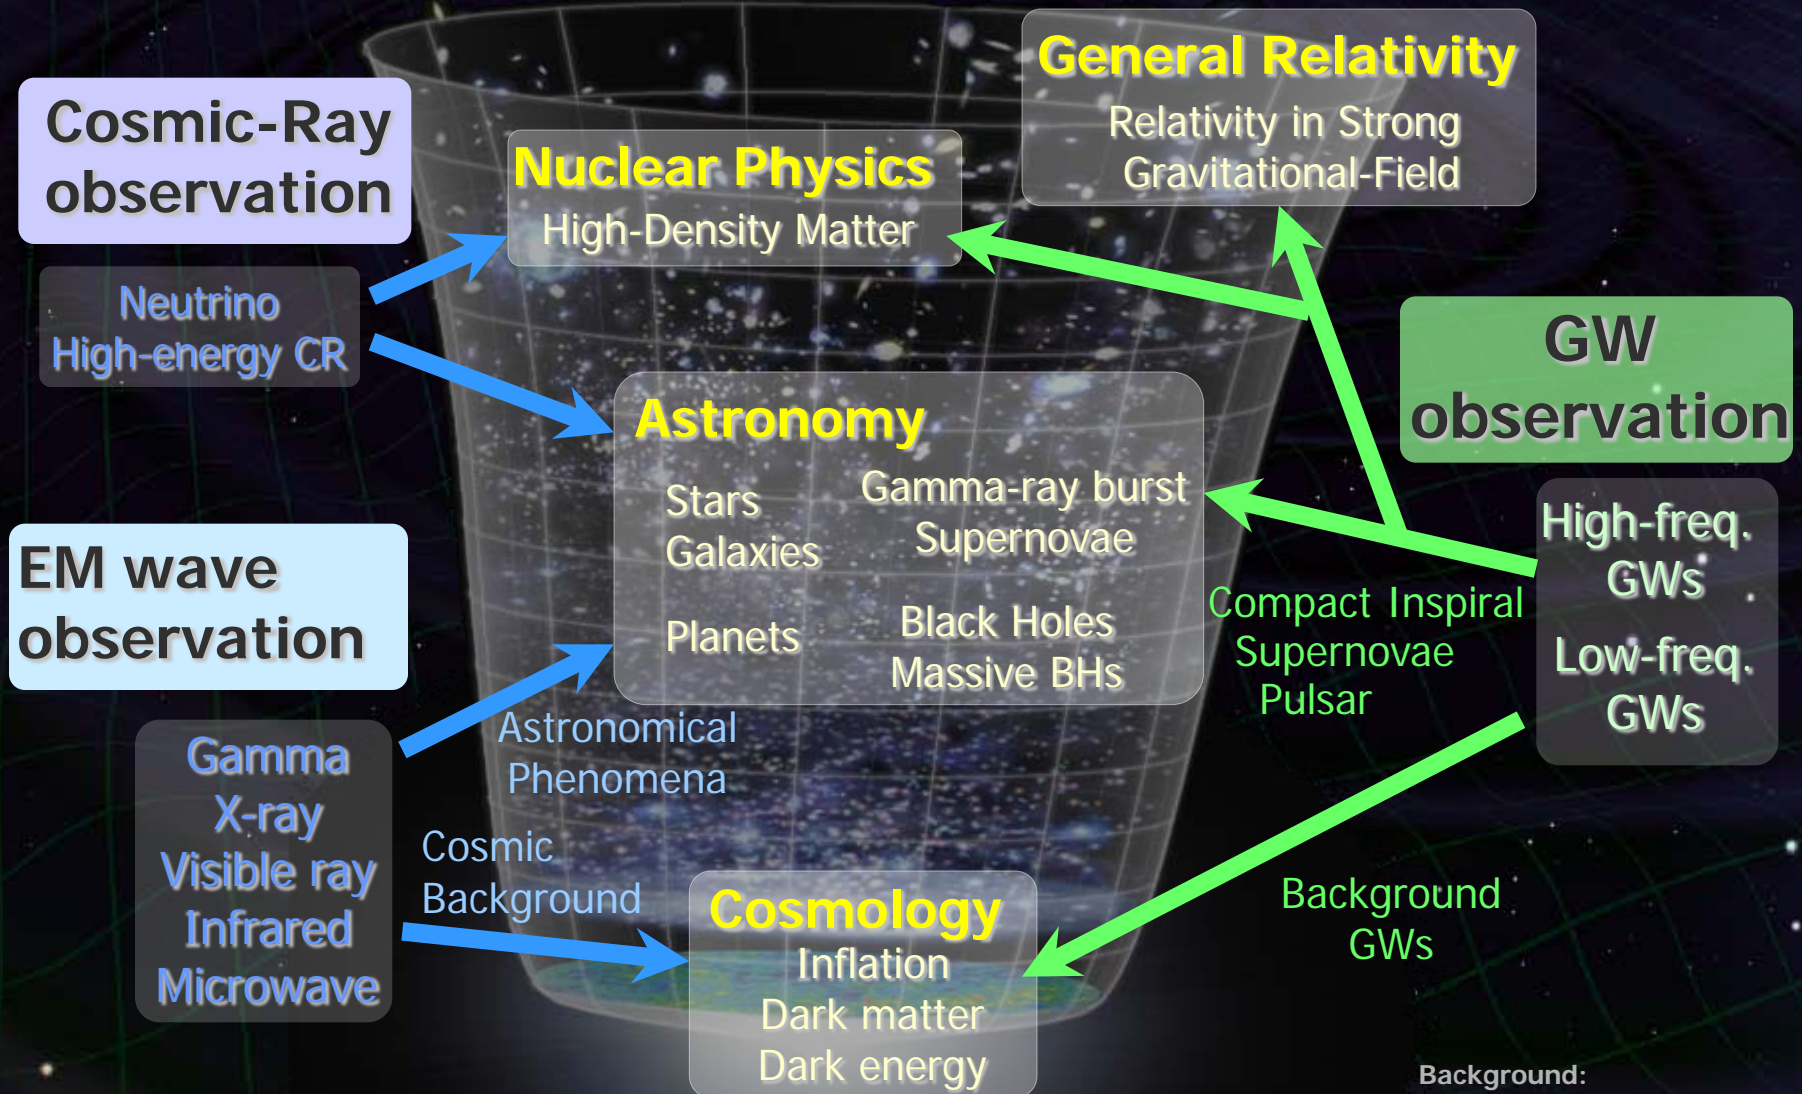 General Relativity
Relativity in Strong
Gravitational-Field
Cosmic-Ray
observation
Neutrino
High-energy CR
Nuclear Physics
High-Density Matter
GW
observation
High-freq.
GWs
Low-freq.
GWs
Astronomy
Stars
Galaxies
Planets
Gamma-ray burst
Supernovae
Black Holes
Massive BHs
Compact Inspiral
Supernovae
Pulsar
EM wave
observation
Gamma
X-ray
Visible ray
Infrared
Microwave
Astronomical
Phenomena
Cosmic
Background
Cosmology
Inflation
Dark matter
Dark energy
Background
GWs
Background: